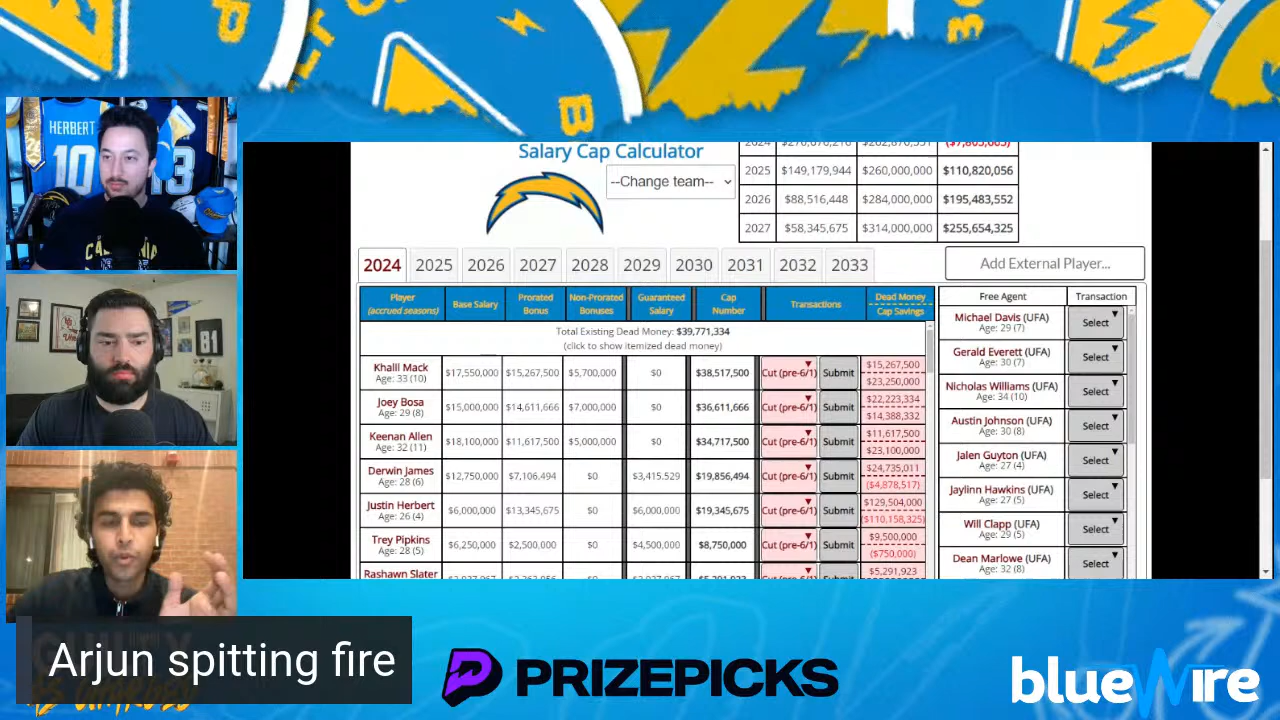 HERBERT
10
13
81
Salary Cap Calculator
--Change team--
2025 $149,179,944 $260,000,000 $110,820,056
2026 $88,516,448 $284,000,000 $195,483,552
2027 $58,345,675 $314,000,000 $255,654,325
2024 2025 2026 2027 2028 2029 2030 2031 2032 2033
Add External Player...
Player (accrued seasons) Base Salary Prorated Bonus Non-Prorated Bonuses Guaranteed Salary Cap Number Transactions Dead Money Cap Savings
Total Existing Dead Money: $39,771,334
(click to show itemized dead money)
Khalil Mack Age: 33 (10) $17,550,000 $15,267,500 $5,700,000 $0 $38,517,500 Cut (pre-6/1) Submit $15,267,500 $23,250,000
Joey Bosa Age: 29 (8) $15,000,000 $14,611,666 $7,000,000 $0 $36,611,666 Cut (pre-6/1) Submit $22,223,334 $14,388,332
Keenan Allen Age: 32 (11) $18,100,000 $11,617,500 $5,000,000 $0 $34,717,500 Cut (pre-6/1) Submit $11,617,500 $23,100,000
Derwin James Age: 28 (6) $12,750,000 $7,106,494 $0 $3,415,529 $19,856,494 Cut (pre-6/1) Submit $24,735,011 ($4,878,517)
Justin Herbert Age: 26 (4) $6,000,000 $13,345,675 $0 $6,000,000 $19,345,675 Cut (pre-6/1) Submit $129,504,000 ($110,158,325)
Trey Pipkins Age: 28 (5) $6,250,000 $2,500,000 $0 $4,500,000 $8,750,000 Cut (pre-6/1) Submit $9,500,000 ($750,000)
Rashawn Slater $5,291,923
Free Agent Transaction
Michael Davis (UFA) Age: 29 (7) Select
Gerald Everett (UFA) Age: 30 (7) Select
Nicholas Williams (UFA) Age: 34 (10) Select
Austin Johnson (UFA) Age: 30 (8) Select
Jalen Guyton (UFA) Age: 27 (4) Select
Jaylinn Hawkins (UFA) Age: 27 (5) Select
Will Clapp (UFA) Age: 29 (5) Select
Dean Marlowe (UFA) Age: 32 (8) Select
Arjun spitting fire
PRIZEPICKS
bluewire